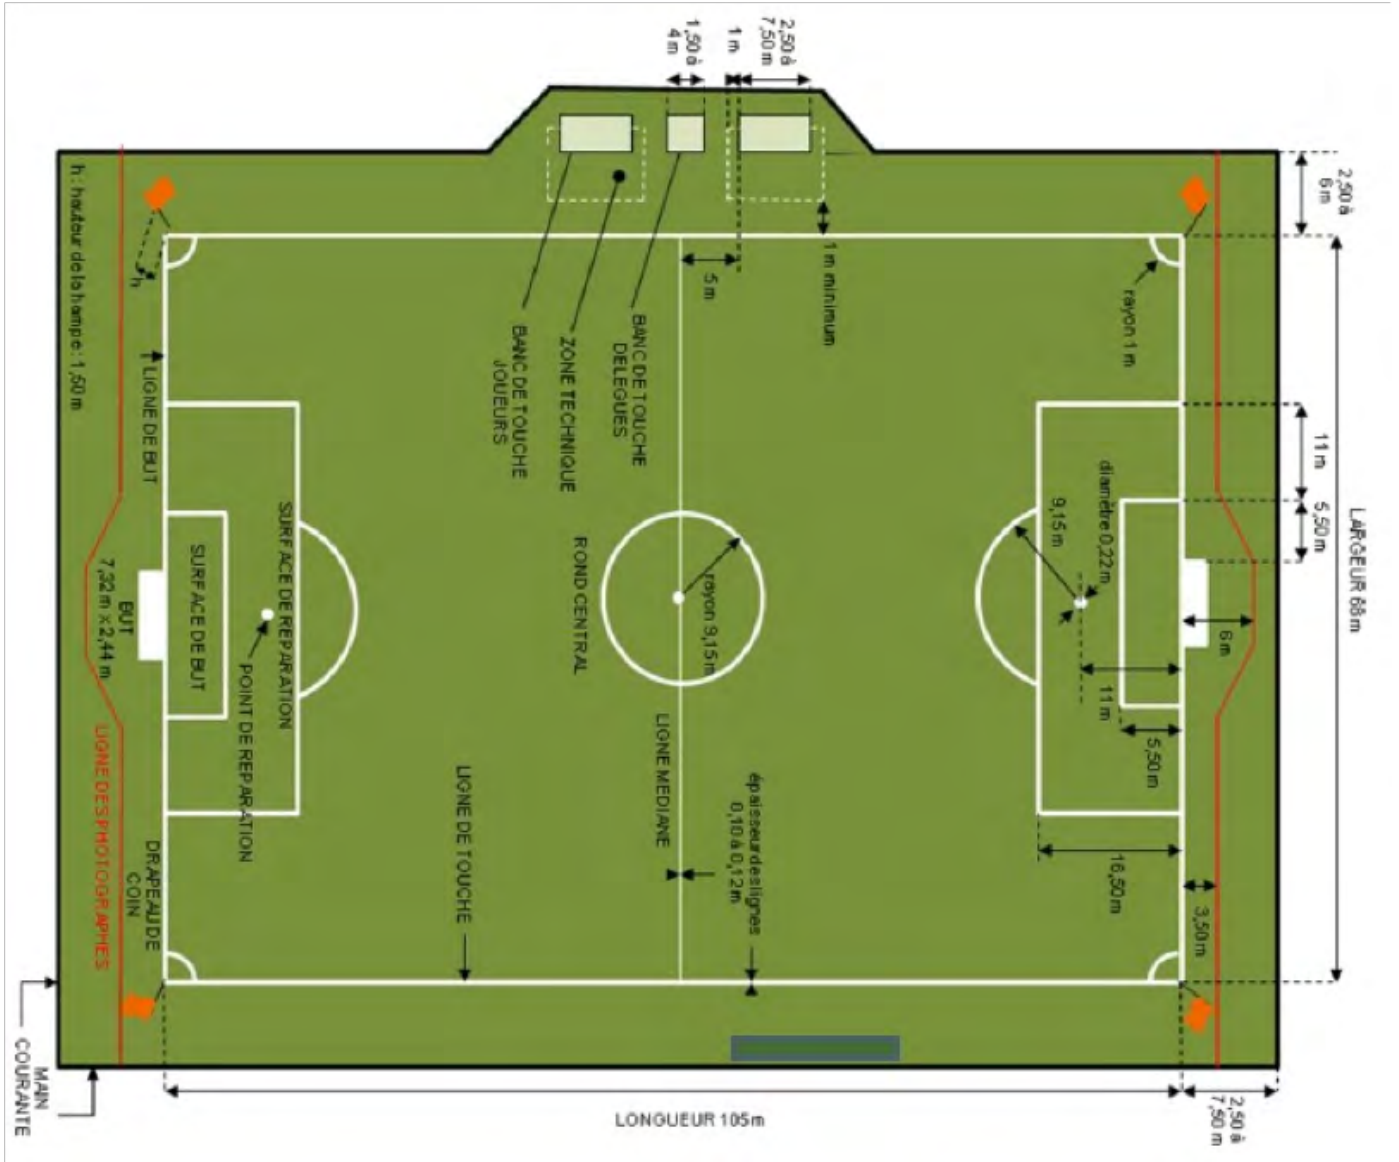 2,50 à
7,50 m
1 m
1,50 à
4 m
2,50 à
6 m
LARGEUR 68m
11 m
5,50 m
6 m
11 m
5,50 m
16,50 m
3,50 m
2,50 à
7,50 m
rayon 1 m
diamètre 0,22m
9,15 m
1 m minimum
5 m
BANC DE TOUCHE
DELEGUES
ZONE TECHNIQUE
BANC DE TOUCHE
JOUEURS
rayon 9,15 m
ROND CENTRAL
LIGNE MEDIANE
épaisseur des lignes
0,10 à 0,12 m
LIGNE DE TOUCHE
SURFACE DE REPARATION
POINT DE REPARATION
SURFACE DE BUT
LIGNE DE BUT
BUT
7,32 m x 2,44 m
DRAPEAU DE
COIN
LIGNE DES PHOTOGRAPHES
h
h : hauteur de la hampe : 1,50 m
MAIN
COURANTE
LONGUEUR 105 m